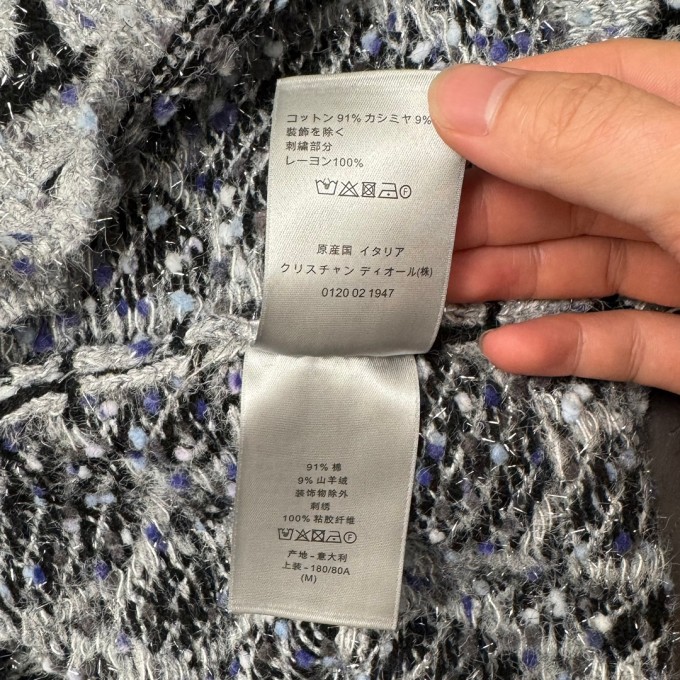 コットン 91% カシミヤ 9%
装飾を除く
刺繍部分
レーヨン100%
F
原産国 イタリア
クリスチャン ディオール(株)
0120 02 1947
91% 棉
9% 山羊绒
装饰物除外
刺绣
100% 粘胶纤维
F
产地 - 意大利
上装 - 180/80A
(M)